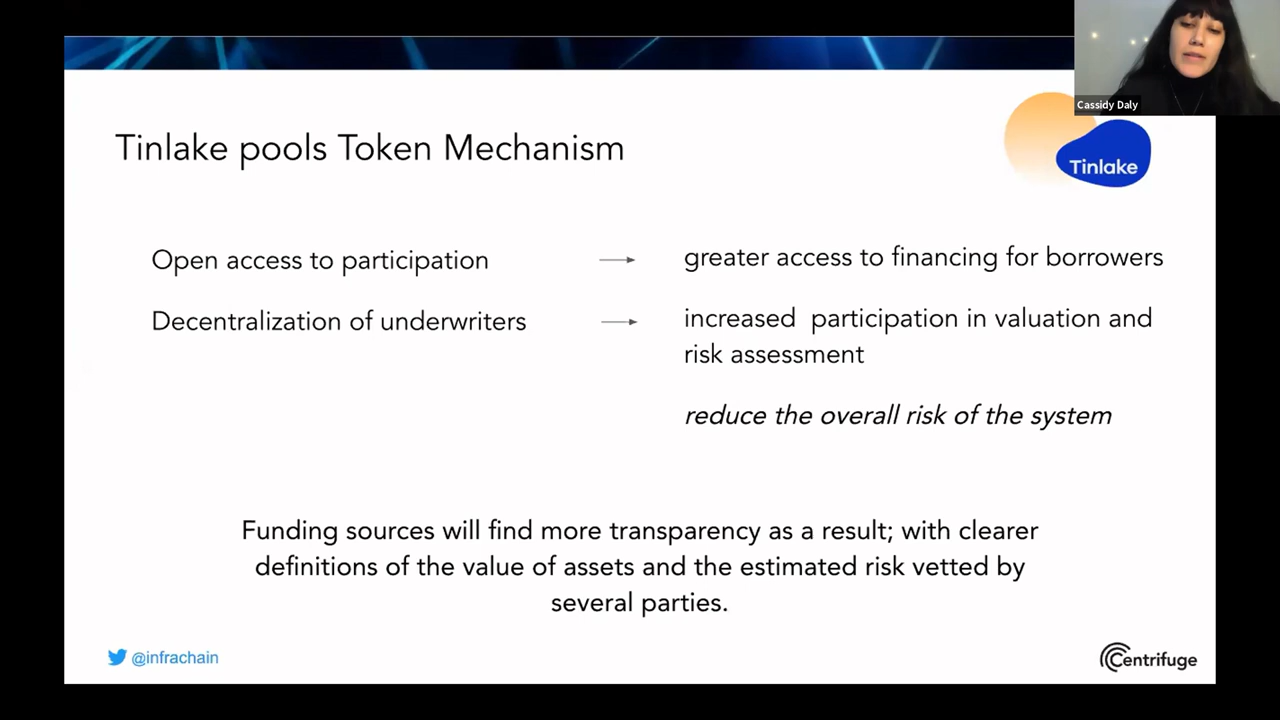 Cassidy Daly
Tinlake pools Token Mechanism
Tinlake
Open access to participation
greater access to financing for borrowers
Decentralization of underwriters
increased participation in valuation and
risk assessment
reduce the overall risk of the system
Funding sources will find more transparency as a result; with clearer
definitions of the value of assets and the estimated risk vetted by
several parties.
@infrachain
Centrifuge